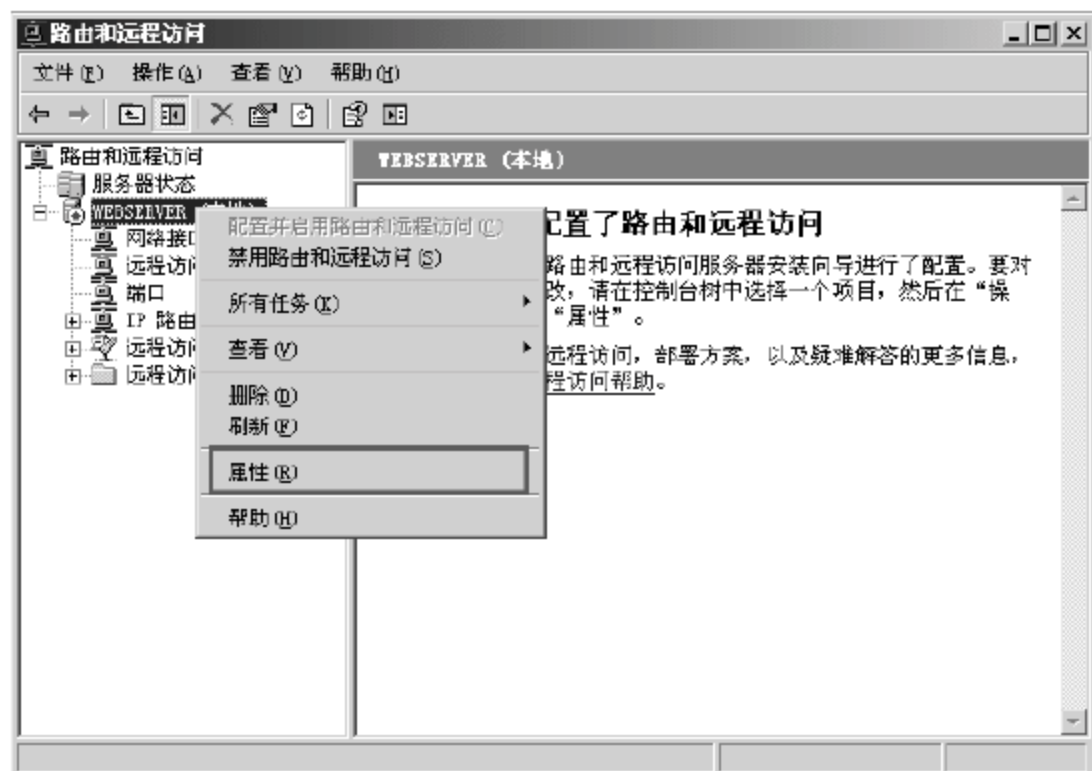 路由和远程访问
文件(F) 操作(A) 查看(V) 帮助(H)
路由和远程访问
服务器状态
WEBSERVER
网络接口
远程访问
端口
IP 路由
远程访问
远程访问
WEBSERVER (本地)
配置了路由和远程访问
路由和远程访问服务器安装向导进行了配置。要对
改，请在控制台树中选择一个项目，然后在“操
“属性”。
远程访问，部署方案，以及疑难解答的更多信息，
程访问帮助。
配置并启用路由和远程访问(C)
禁用路由和远程访问(S)
所有任务(K)
查看(V)
删除(D)
刷新(F)
属性(R)
帮助(H)